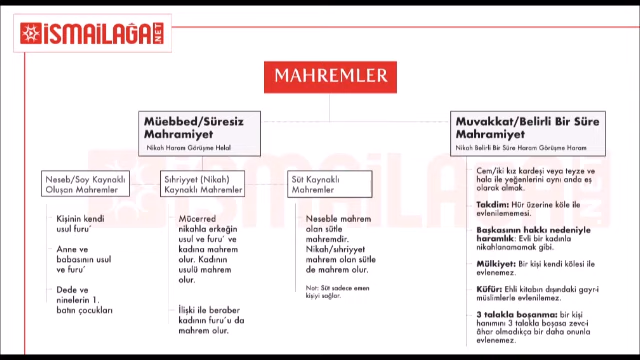 İSMAİLAĞA.NET
MAHREMLER
Müebbed/Süresiz
Mahramiyet
Nikah Haram Görüşme Helal
Neseb/Soy Kaynaklı
Oluşan Mahremler
Kişinin kendi
usul furu'
Anne ve
babasının usul
ve furu'
Dede ve
ninelerin 1.
batın çocukları
Sıhriyyet (Nikah)
Kaynaklı Mahremler
Mücerred
nikahla erkeğin
usul ve furu' ve
kadına mahrem
olur. Kadının
usulü mahrem
olur.
İlişki ile beraber
kadının furu'u da
mahrem olur.
Süt Kaynaklı
Mahremler
Neseble mahrem
olan sütle
mahremdir.
Nikah/sıhriyyet
mahrem olan sütle
de mahrem olur.
Not: Süt sadece emen
kişiyi sağlar.
Muvakkat/Belirli Bir Süre
Mahramiyet
Nikah Belirli Bir Süre Haram Görüşme Haram
Cem/iki kız kardeşi veya teyze ve
hala ile yeğenlerini aynı anda eş
olarak almak.
Takdim: Hür üzerine köle ile
evlenilememesi.
Başkasının hakkı nedeniyle
haramlık: Evli bir kadınla
nikahlanamamak gibi.
Mülkiyet: Bir kişi kendi kölesi ile
evlenemez.
Küfür: Ehli kitabın dışındaki gayr-i
müslimlerle evlenilemez.
3 talakla boşanma: bir kişi
hanımını 3 talakla boşasa zevc-i
âhar olmadıkça bir daha onunla
evlenemez.